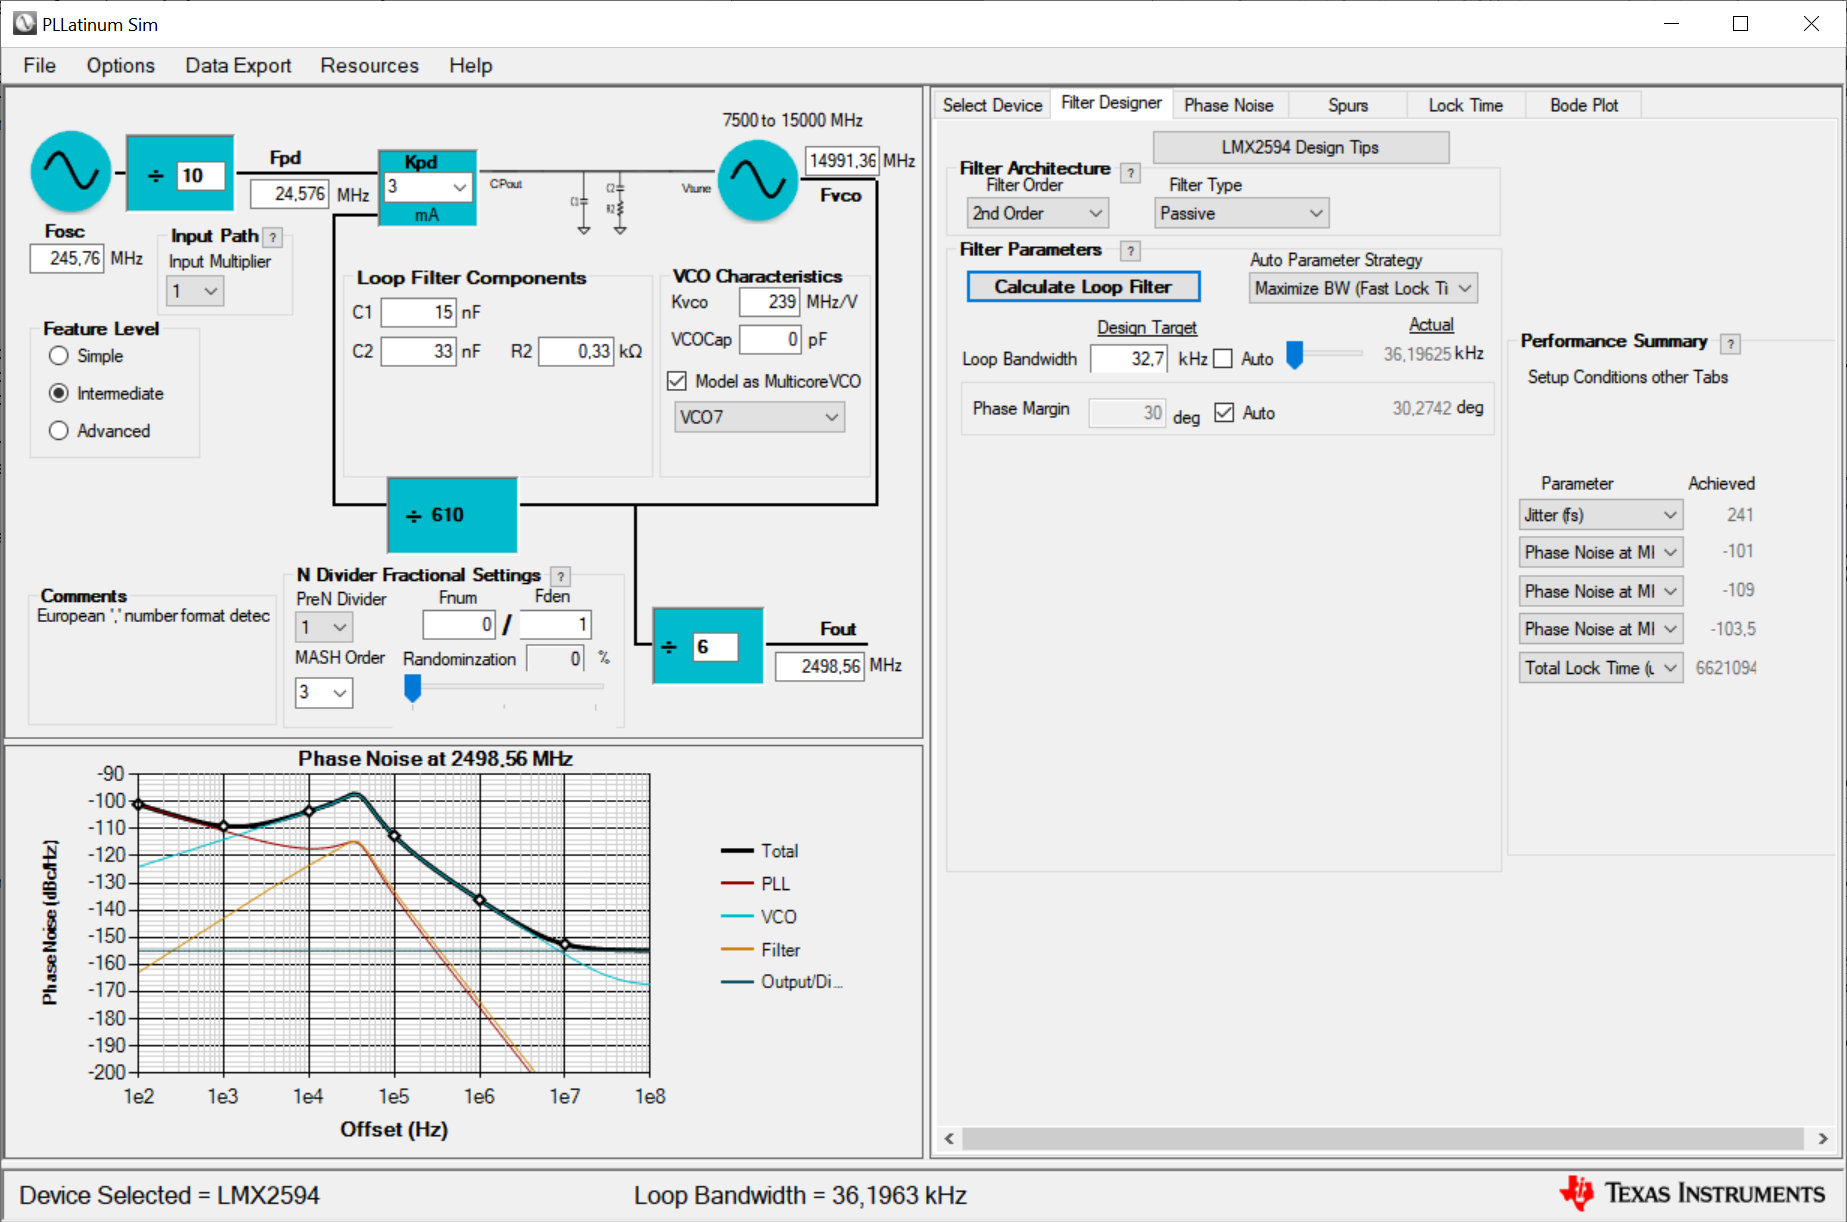 PLLatinum Sim
File Options Data Export Resources Help
7500 to 15000 MHz
÷ 10
Fpd
24,576 MHz
Kpd
3
mA
CPout
C1
C2
R2
Vtune
14991,36 MHz
Fvco
Fosc
245,76 MHz
Input Path ?
Input Multiplier
1
Feature Level
Simple
Intermediate
Advanced
Loop Filter Components
C1 15 nF
C2 33 nF R2 0,33 kΩ
VCO Characteristics
Kvco 239 MHz/V
VCOCap 0 pF
Model as MulticoreVCO
VCO7
÷ 610
Comments
European ',' number format detec
N Divider Fractional Settings ?
PreN Divider Fnum Fden
1 0 / 1
MASH Order Randominzation 0 %
3
÷ 6
Fout
2498,56 MHz
Phase Noise at 2498,56 MHz
Phase Noise (dBc/Hz)
-90
-100
-110
-120
-130
-140
-150
-160
-170
-180
-190
-200
1e2 1e3 1e4 1e5 1e6 1e7 1e8
Offset (Hz)
Total
PLL
VCO
Filter
Output/Di...
Select Device Filter Designer Phase Noise Spurs Lock Time Bode Plot
LMX2594 Design Tips
Filter Architecture ?
Filter Order Filter Type
2nd Order Passive
Filter Parameters ?
Calculate Loop Filter
Auto Parameter Strategy
Maximize BW (Fast Lock Ti
Design Target Actual
Loop Bandwidth 32,7 kHz Auto 36,19625 kHz
Phase Margin 30 deg Auto 30,2742 deg
Performance Summary ?
Setup Conditions other Tabs
Parameter Achieved
Jitter (fs) 241
Phase Noise at MI -101
Phase Noise at MI -109
Phase Noise at MI -103,5
Total Lock Time (u 6621094
Device Selected = LMX2594 Loop Bandwidth = 36,1963 kHz
TEXAS INSTRUMENTS